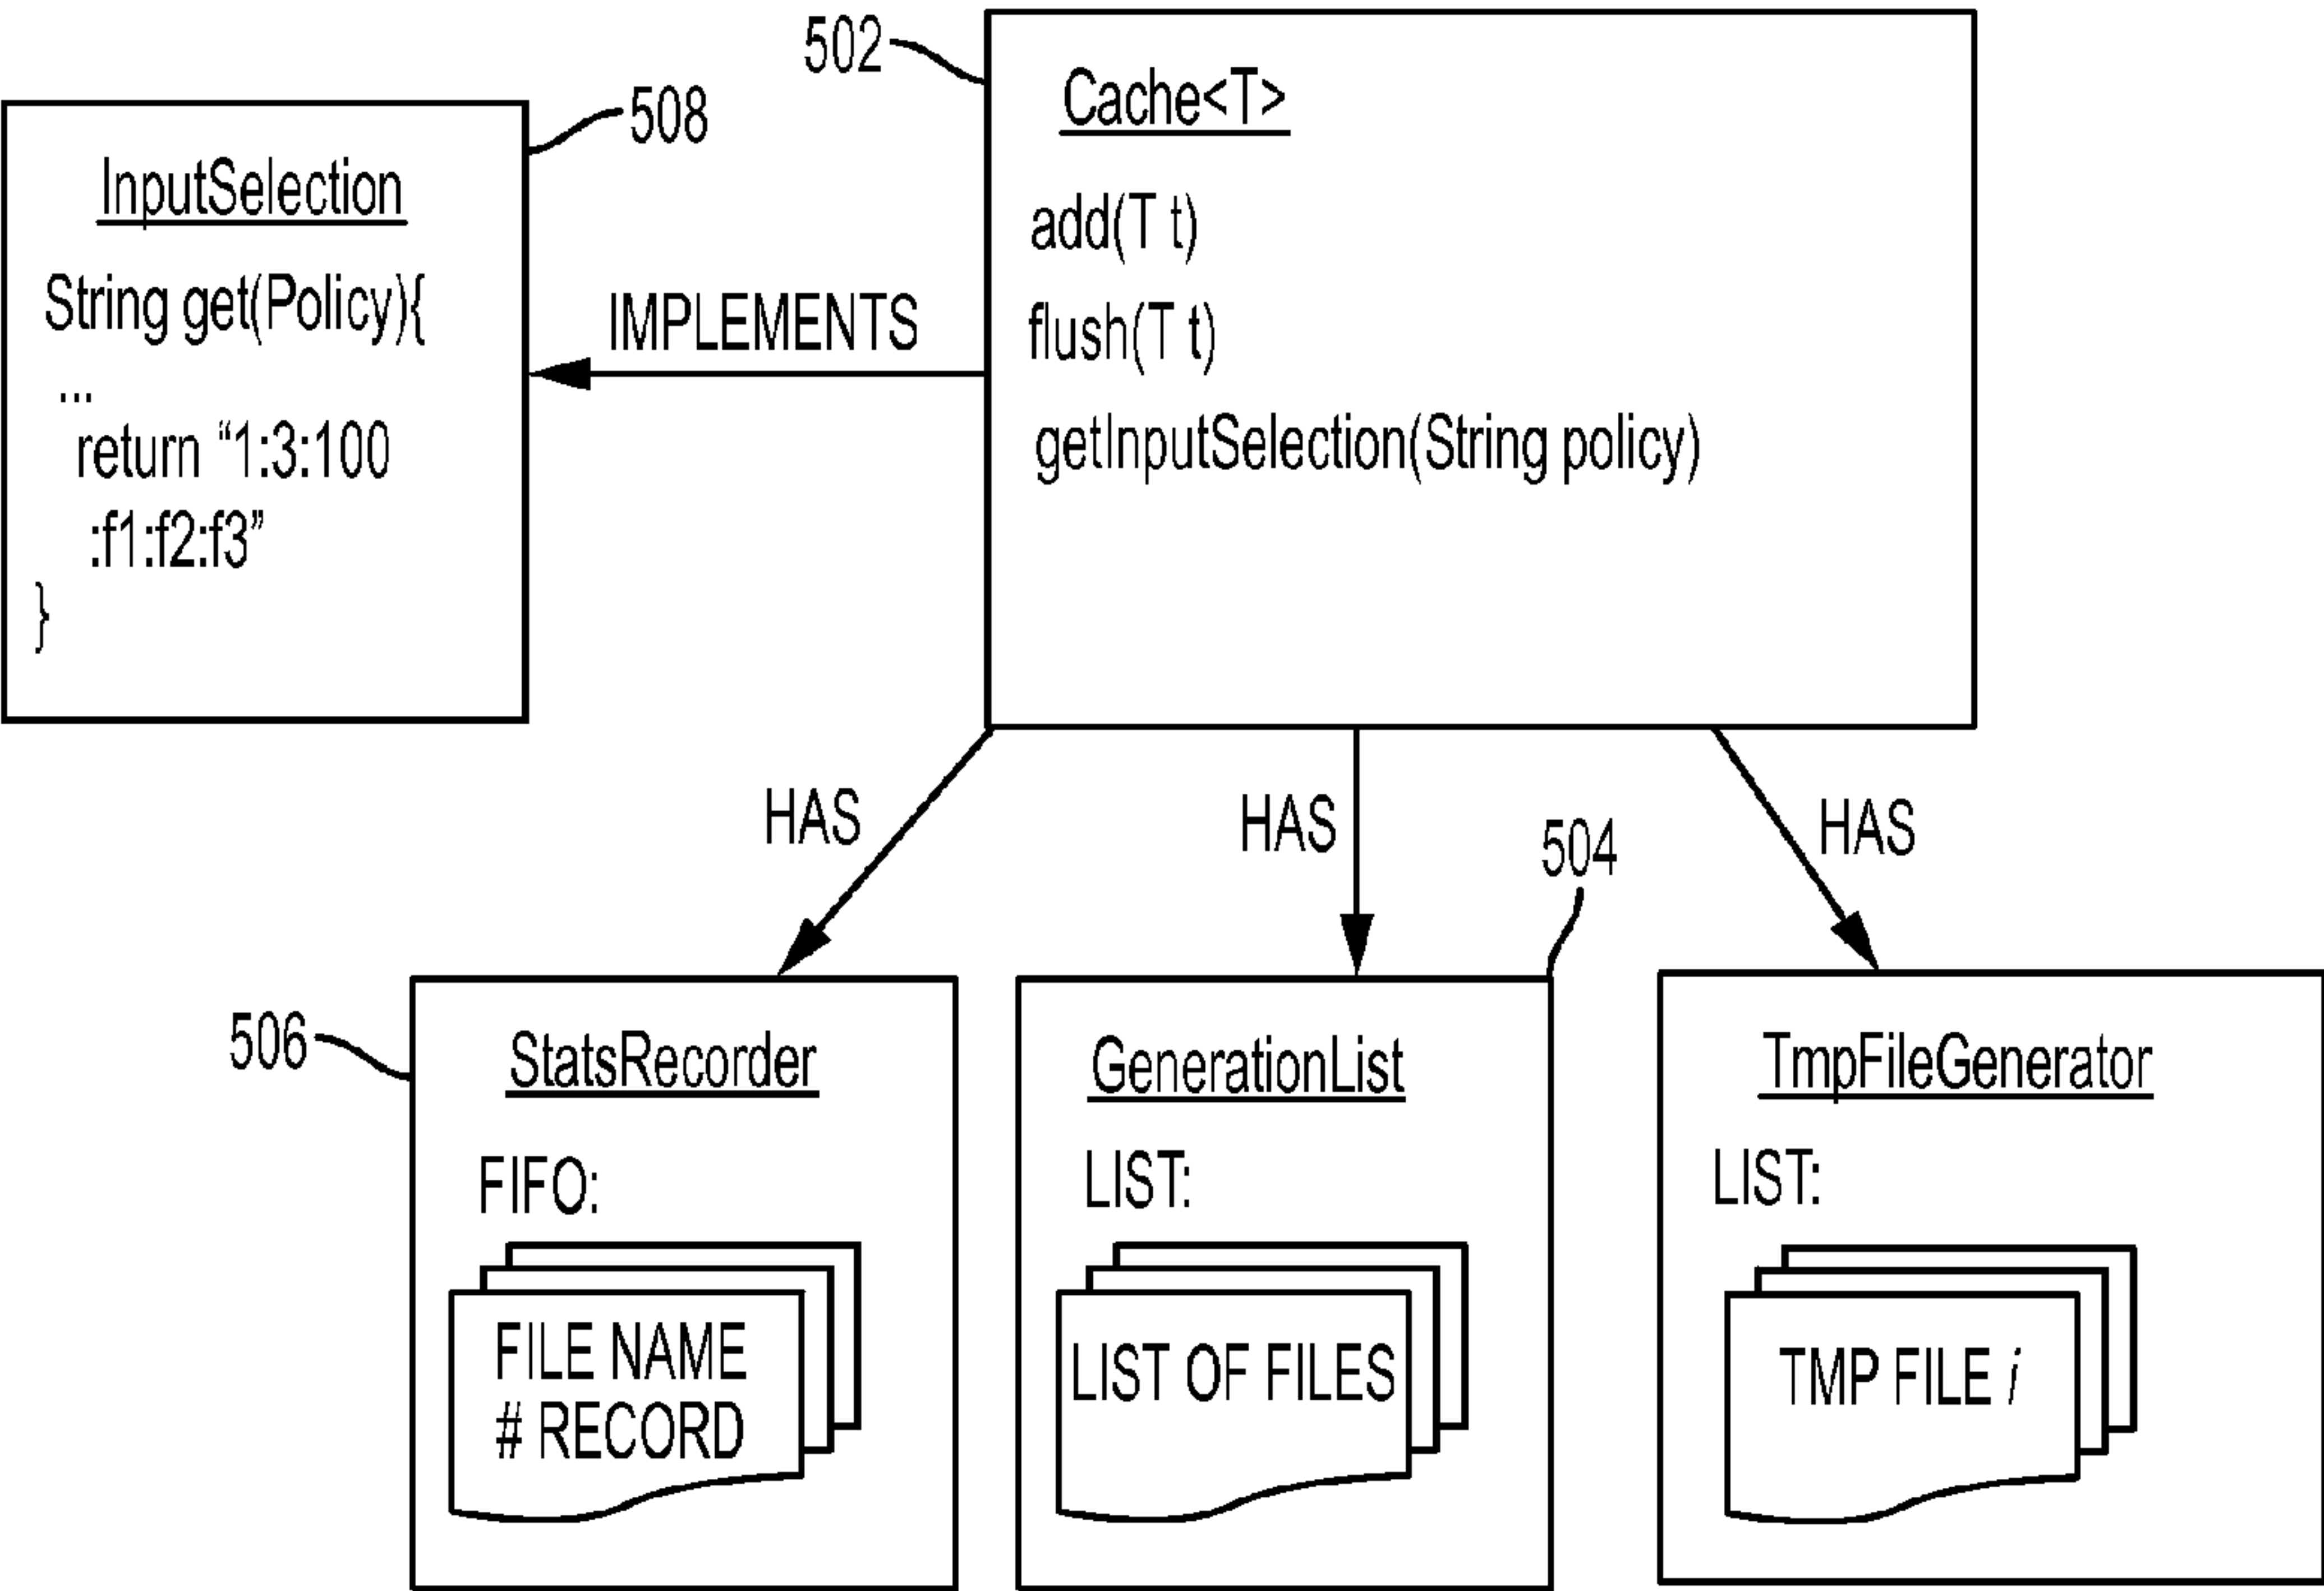 502
Cache<T>
add(T t)
flush(T t)
getInputSelection(String policy)
508
InputSelection
String get(Policy){
...
return “1:3:100
:f1:f2:f3”
}
IMPLEMENTS
HAS
HAS
HAS
506
StatsRecorder
FIFO:
FILE NAME
# RECORD
504
GenerationList
LIST:
LIST OF FILES
TmpFileGenerator
LIST:
TMP FILE i